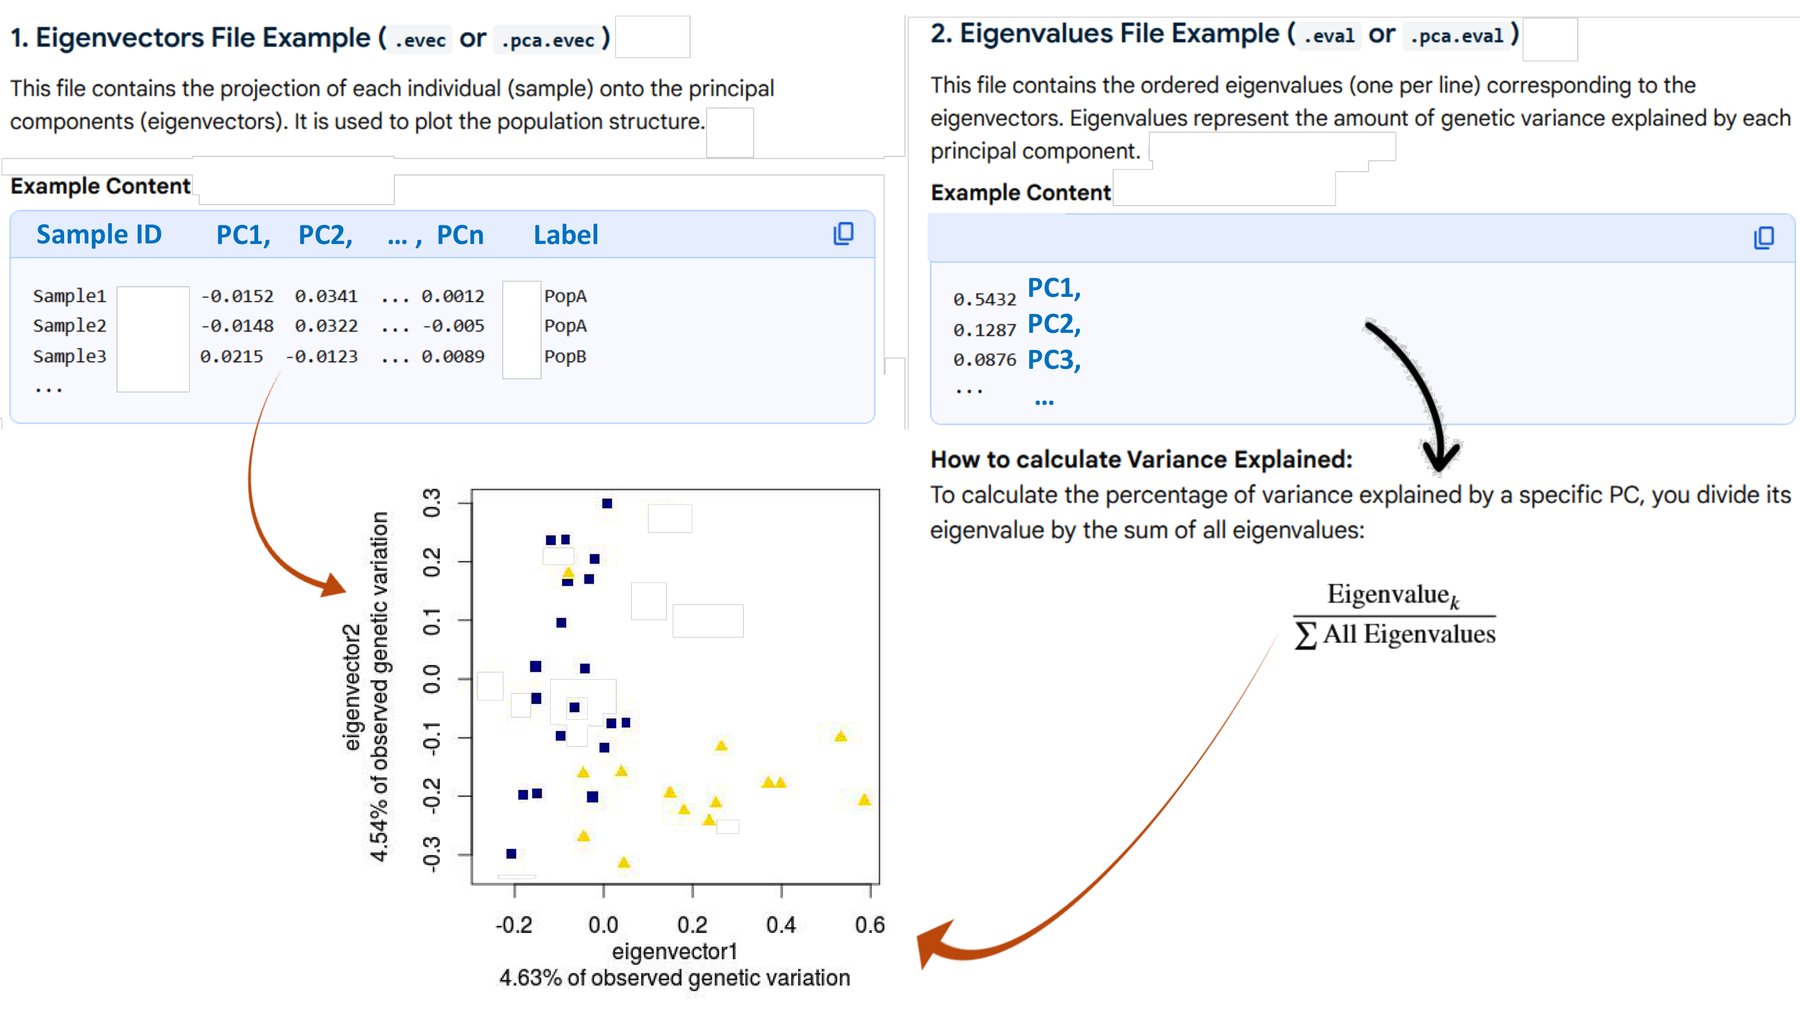 1. Eigenvectors File Example ( .evec or .pca.evec )
This file contains the projection of each individual (sample) onto the principal
components (eigenvectors). It is used to plot the population structure.
Example Content
Sample ID PC1, PC2, ... , PCn Label
Sample1 -0.0152 0.0341 ... 0.0012 PopA
Sample2 -0.0148 0.0322 ... -0.005 PopA
Sample3 0.0215 -0.0123 ... 0.0089 PopB
...
2. Eigenvalues File Example ( .eval or .pca.eval )
This file contains the ordered eigenvalues (one per line) corresponding to the
eigenvectors. Eigenvalues represent the amount of genetic variance explained by each
principal component.
Example Content
0.5432 PC1,
0.1287 PC2,
0.0876 PC3,
... ...
How to calculate Variance Explained:
To calculate the percentage of variance explained by a specific PC, you divide its
eigenvalue by the sum of all eigenvalues:
Eigenvalue_k
∑ All Eigenvalues
eigenvector2
4.54% of observed genetic variation
0.3
0.2
0.1
0.0
-0.1
-0.2
-0.3
-0.2 0.0 0.2 0.4 0.6
eigenvector1
4.63% of observed genetic variation